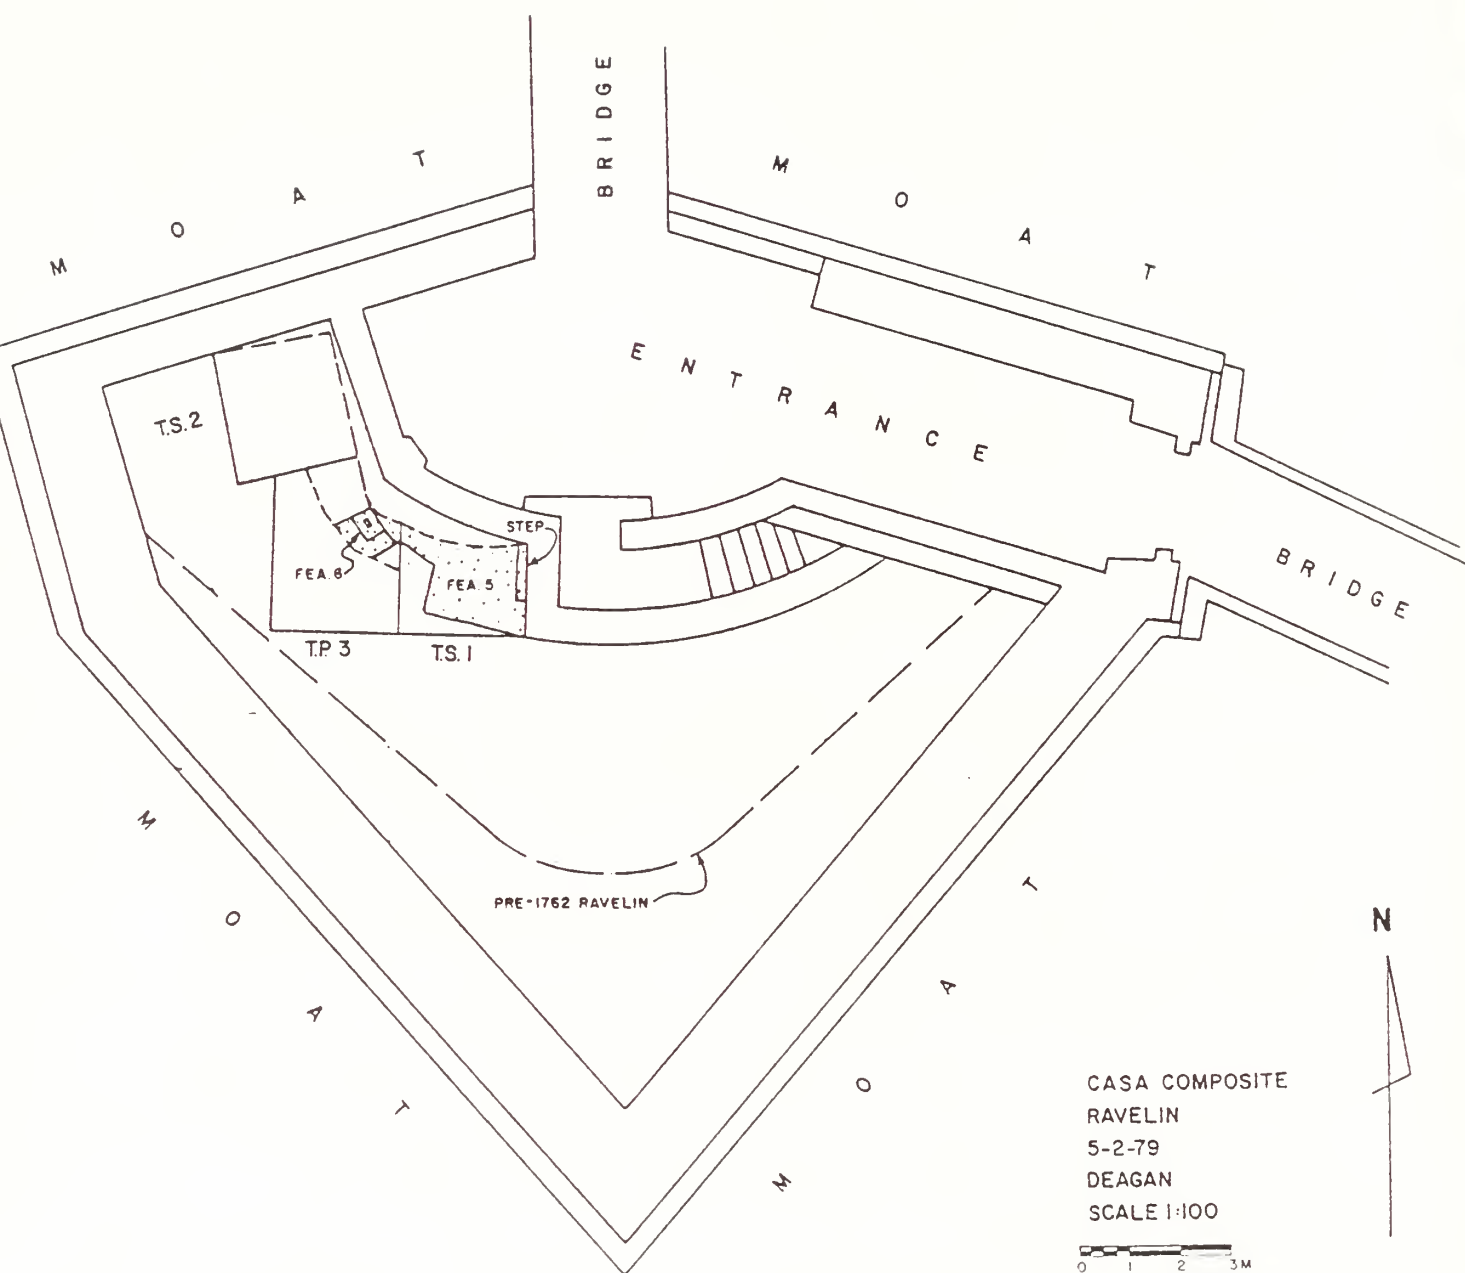 BRIDGE
MOAT
MOAT
ENTRANCE
T.S. 2
STEP
FEA. 6
FEA. 5
BRIDGE
T.P. 3
T.S. 1
PRE-1762 RAVELIN
MOAT
MOAT
N
CASA COMPOSITE
RAVELIN
5-2-79
DEAGAN
SCALE 1:100
0 1 2 3M